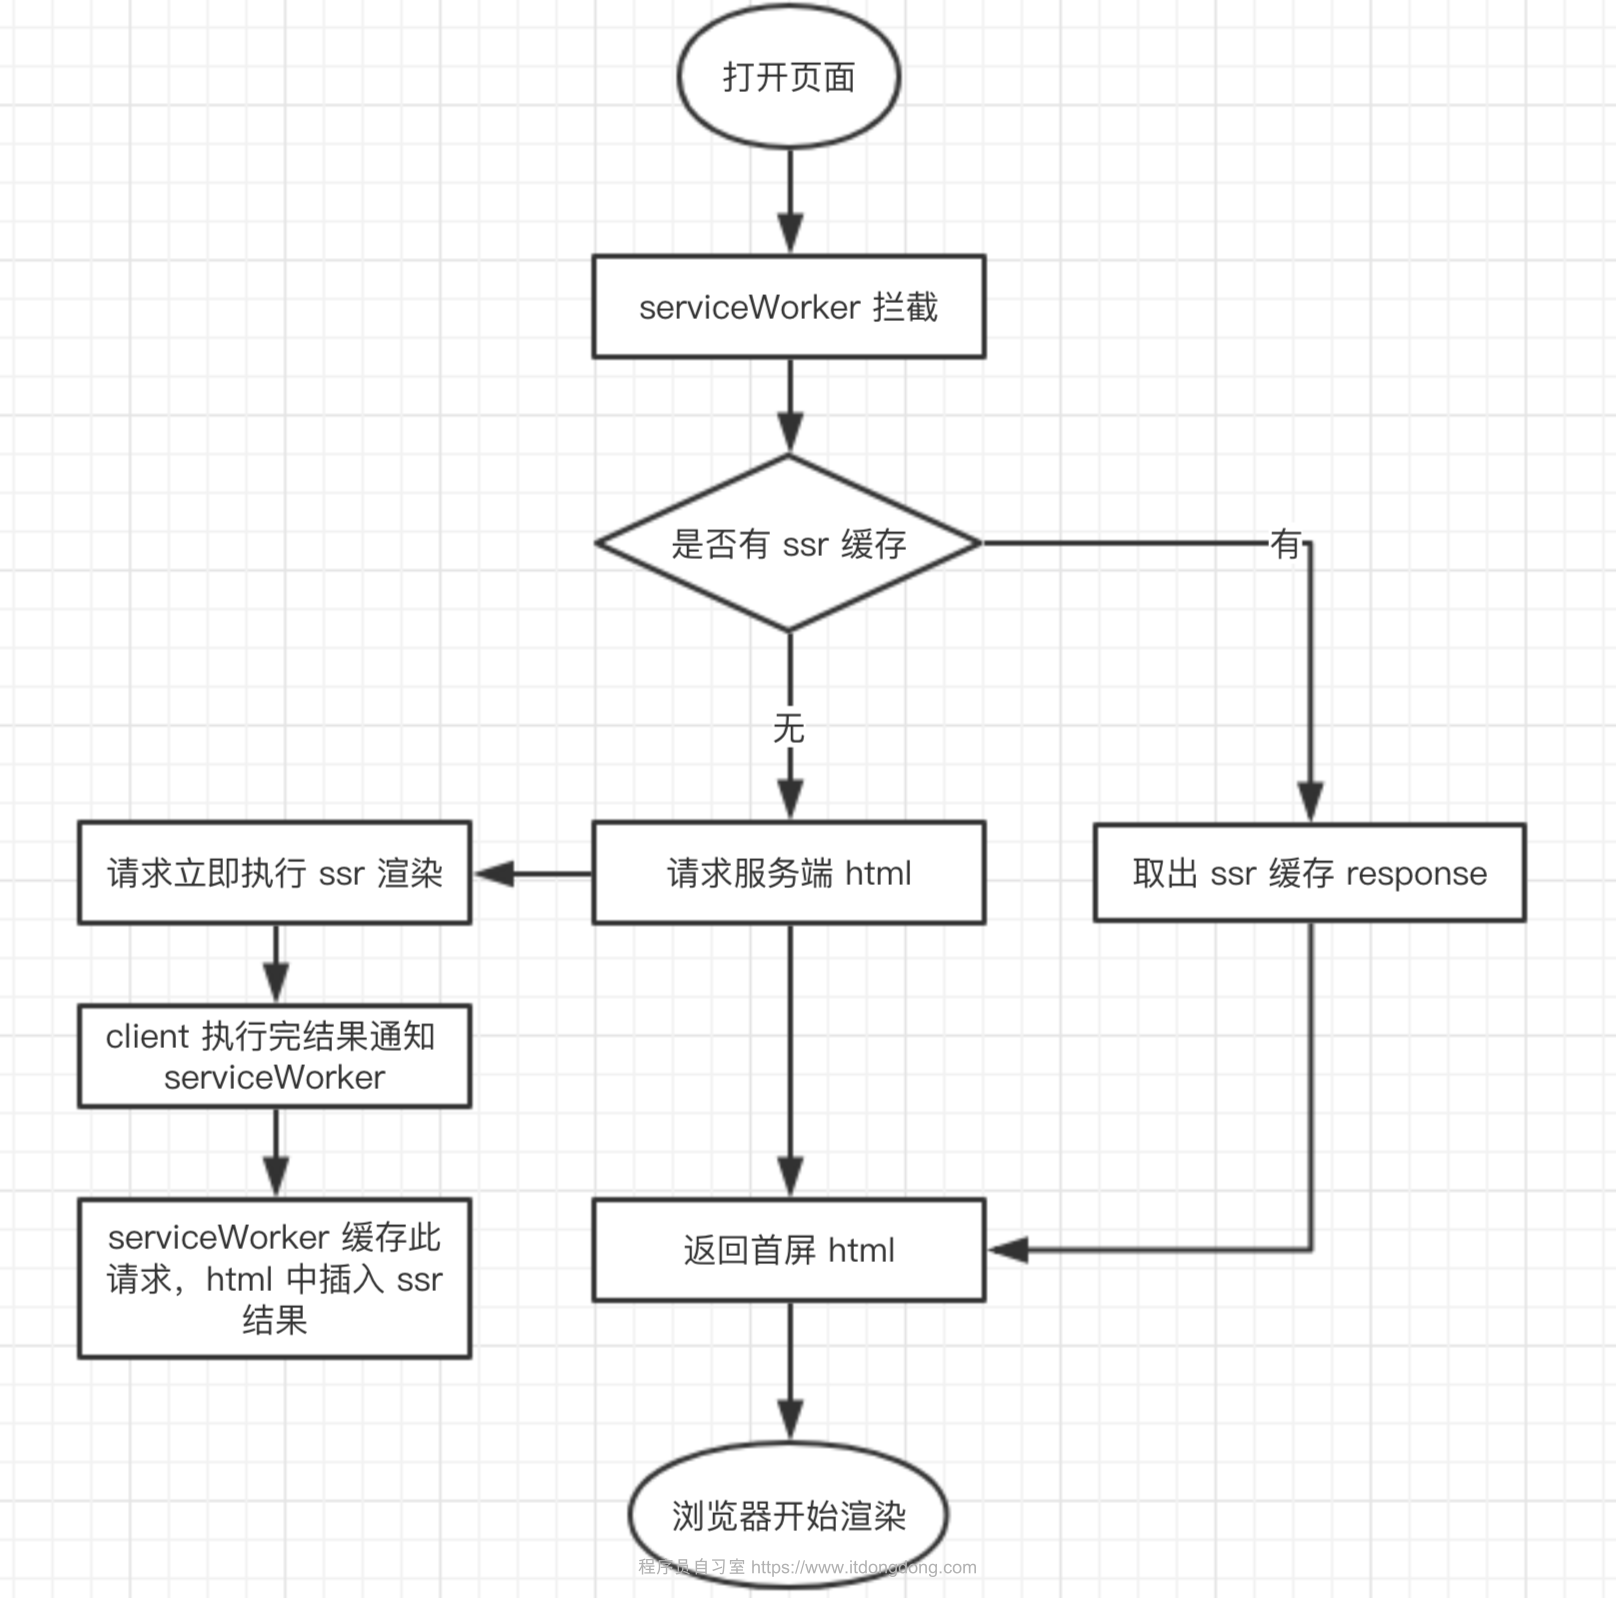 打开页面
serviceWorker 拦截
是否有 ssr 缓存
有
无
请求立即执行 ssr 渲染
请求服务端 html
取出 ssr 缓存 response
client 执行完结果通知
serviceWorker
serviceWorker 缓存此
请求，html 中插入 ssr
结果
返回首屏 html
浏览器开始渲染
程序员自习室 https://www.itdongdong.com